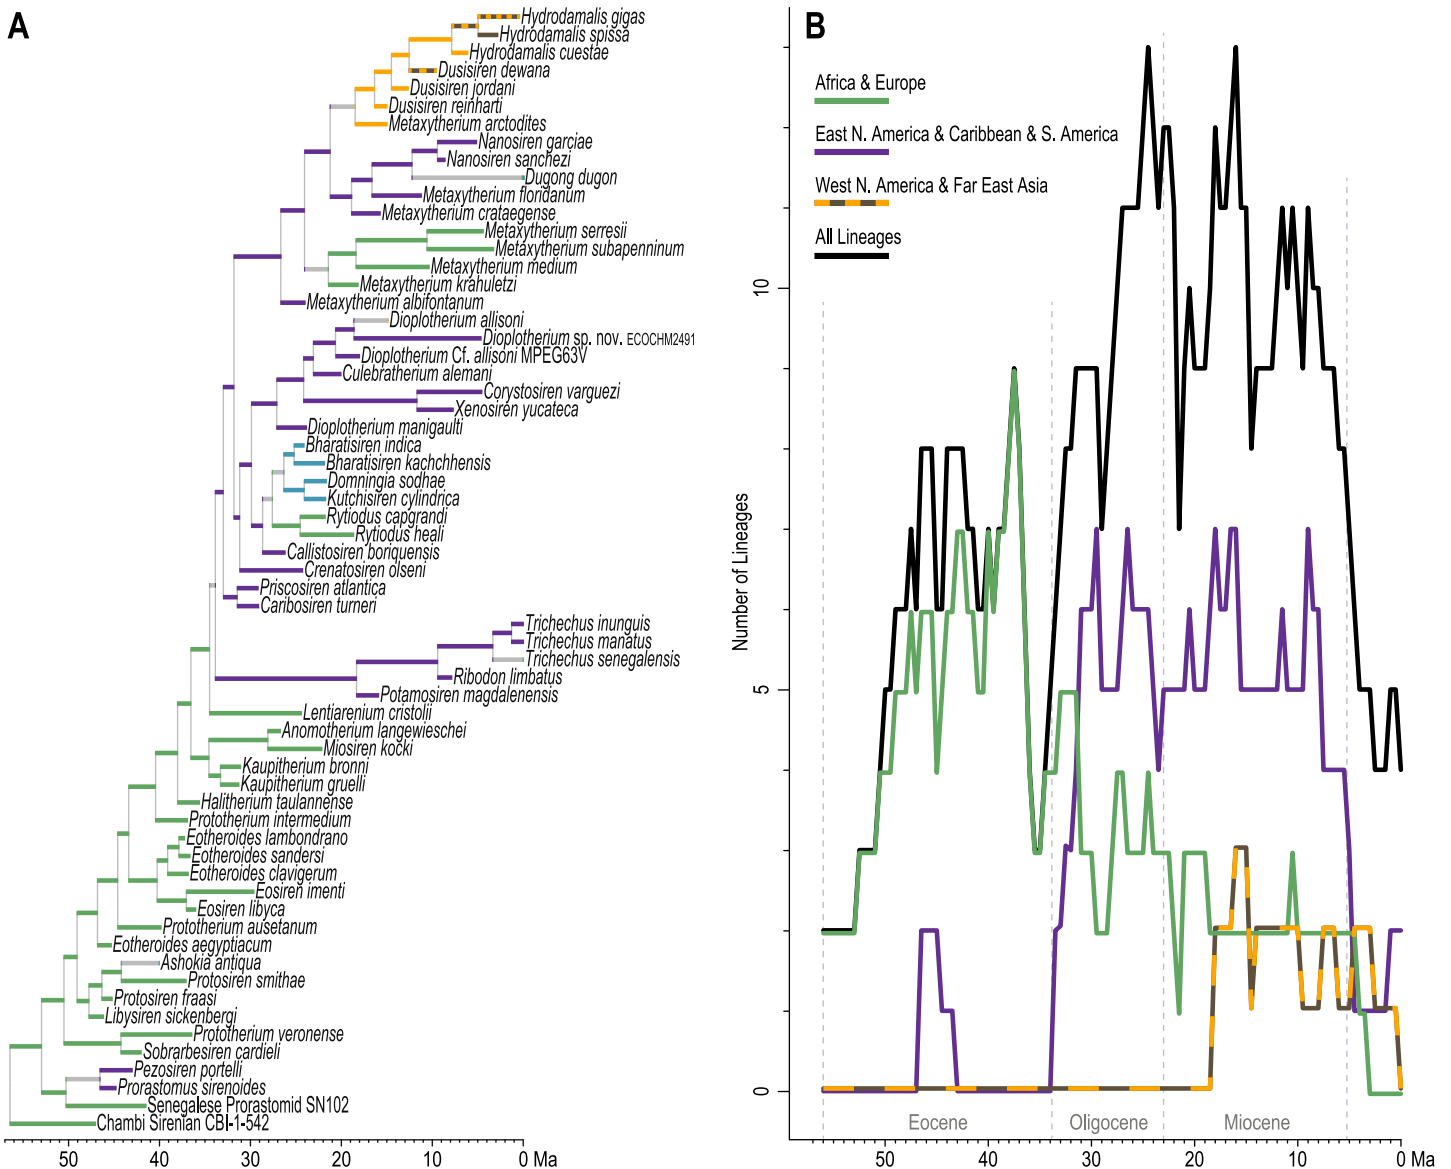 A
Hydrodamalis gigas
Hydrodamalis spissa
Hydrodamalis cuestae
Dusisiren dewana
Dusisiren jordani
Dusisiren reinharti
Metaxytherium arctodites
Nanosiren garciae
Nanosiren sanchezi
Dugong dugon
Metaxytherium floridanum
Metaxytherium crataegense
Metaxytherium serresii
Metaxytherium subapenninum
Metaxytherium medium
Metaxytherium krahuletzi
Metaxytherium albifontanum
Dioplotherium allisoni
Dioplotherium sp. nov. ECOCHM2491
Dioplotherium Cf. allisoni MPEG63V
Culebratherium alemani
Corystosiren varguezi
Xenosiren yucateca
Dioplotherium manigaulti
Bharatisiren indica
Bharatisiren kachchhensis
Domningia sodhae
Kutchisiren cylindrica
Rytiodus capgrandi
Rytiodus heali
Callistosiren boriquensis
Crenatosiren olseni
Priscosiren atlantica
Caribosiren turneri
Trichechus inunguis
Trichechus manatus
Trichechus senegalensis
Ribodon limbatus
Potamosiren magdalenensis
Lentiarenium cristolii
Anomotherium langewieschei
Miosiren kocki
Kaupitherium bronni
Kaupitherium gruelli
Halitherium taulannense
Prototherium intermedium
Eotheroides lambondrano
Eotheroides sandersi
Eotheroides clavigerum
Eosiren imenti
Eosiren libyca
Prototherium ausetanum
Eotheroides aegyptiacum
Ashokia antiqua
Protosiren smithae
Protosiren fraasi
Libysiren sickenbergi
Prototherium veronense
Sobrarbesiren cardieli
Pezosiren portelli
Prorastomus sirenoides
Senegalese Prorastomid SN102
Chambi Sirenian CBI-1-542
50 40 30 20 10 0 Ma
B
Africa & Europe
East N. America & Caribbean & S. America
West N. America & Far East Asia
All Lineages
Number of Lineages
10
5
0
Eocene Oligocene Miocene
50 40 30 20 10 0 Ma